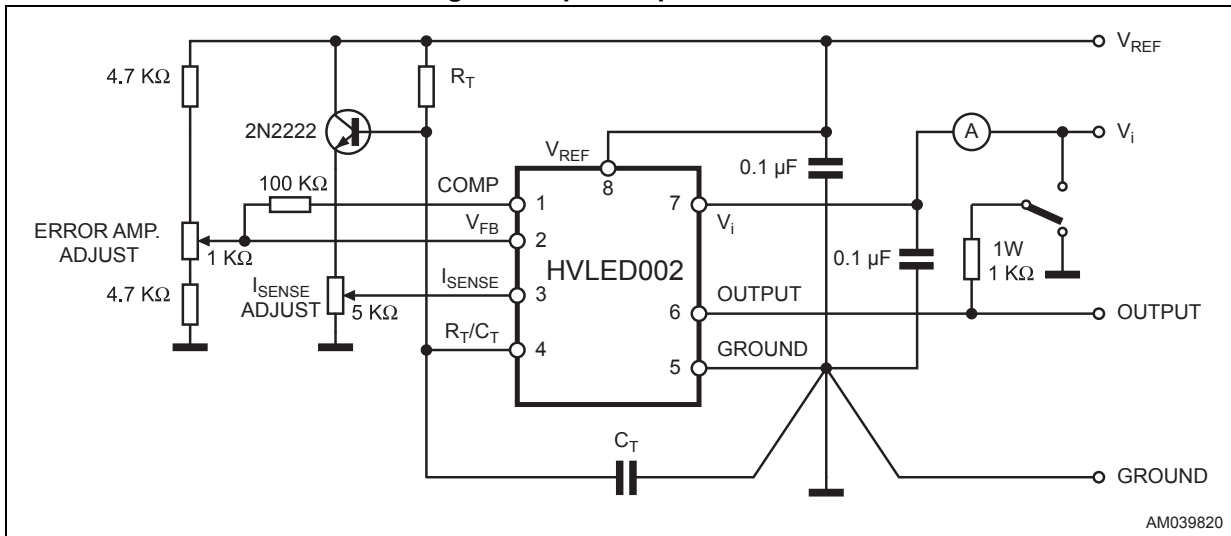 V_REF
4.7 KΩ
R_T
2N2222
A
V_i
V_REF
8
0.1 µF
100 KΩ
COMP
1
7
V_i
ERROR AMP.
ADJUST
1 KΩ
V_FB
2
HVLED002
0.1 µF
1W
1 KΩ
4.7 KΩ
I_SENSE
ADJUST
5 KΩ
I_SENSE
3
OUTPUT
6
OUTPUT
R_T/C_T
4
GROUND
5
C_T
GROUND
AM039820